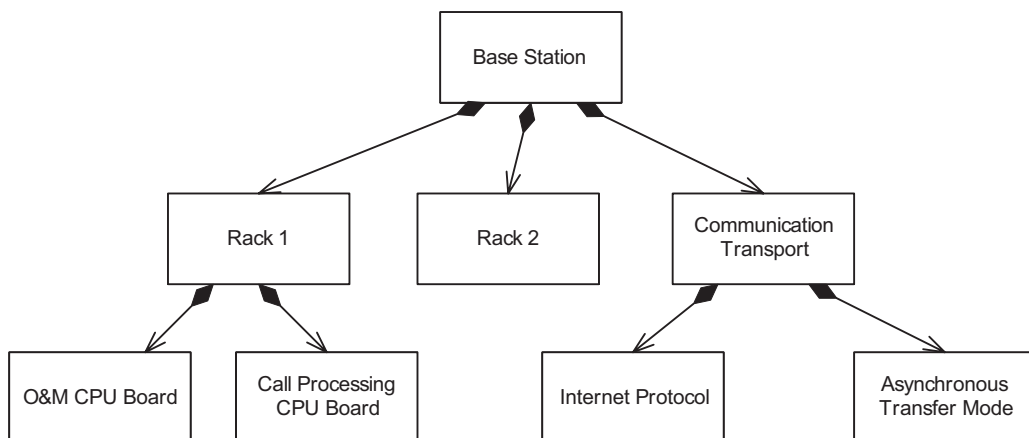 Base Station
Rack 1
Rack 2
Communication
Transport
O&M CPU Board
Call Processing
CPU Board
Internet Protocol
Asynchronous
Transfer Mode